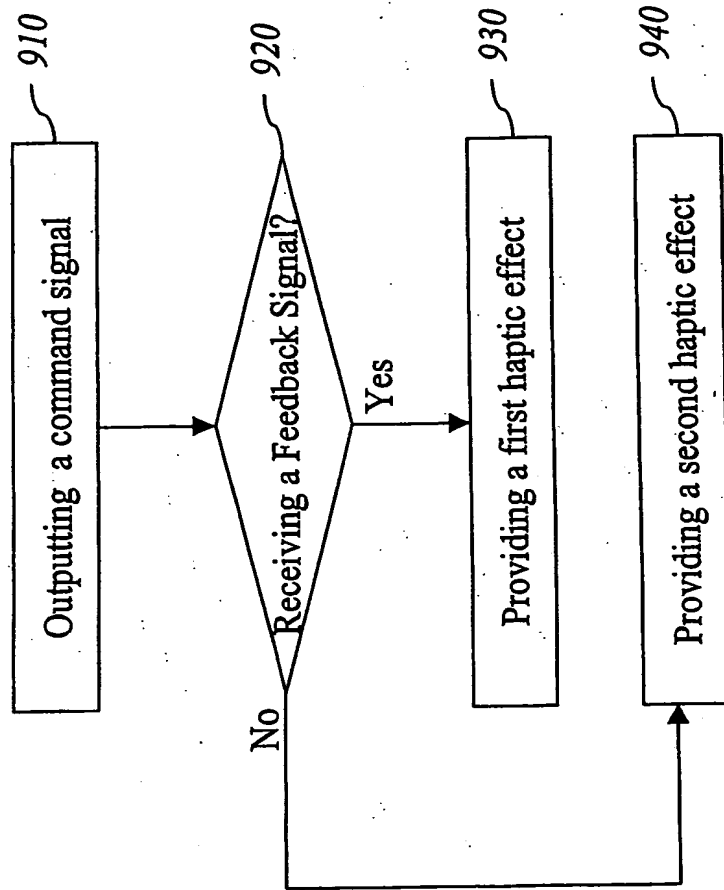 910
Outputting a command signal
920
Receiving a Feedback Signal?
No
Yes
930
Providing a first haptic effect
940
Providing a second haptic effect